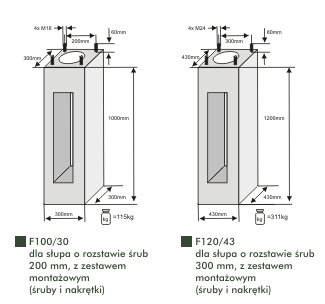 4x M18
60mm
200mm
300mm
1000mm
300mm
300mm
kg
=115kg
4x M24
80mm
300mm
430mm
1200mm
430mm
430mm
kg
=311kg
F100/30
dla słupa o rozstawie śrub
200 mm, z zestawem
montażowym
(śruby i nakrętki)
F120/43
dla słupa o rozstawie śrub
300 mm, z zestawem
montażowym
(śruby i nakrętki)